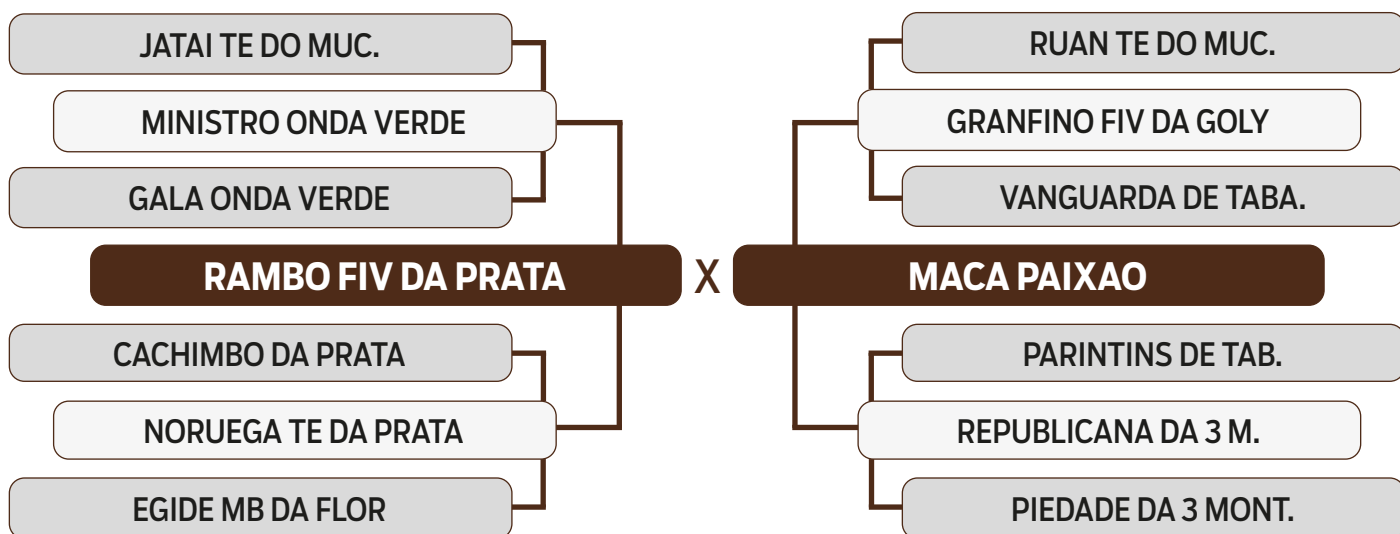 JATAI TE DO MUC.
MINISTRO ONDA VERDE
GALA ONDA VERDE
RAMBO FIV DA PRATA
CACHIMBO DA PRATA
NORUEGA TE DA PRATA
EGIDE MB DA FLOR
X
RUAN TE DO MUC.
GRANFINO FIV DA GOLY
VANGUARDA DE TABA.
MACA PAIXAO
PARINTINS DE TAB.
REPUBLICANA DA 3 M.
PIEDADE DA 3 MONT.